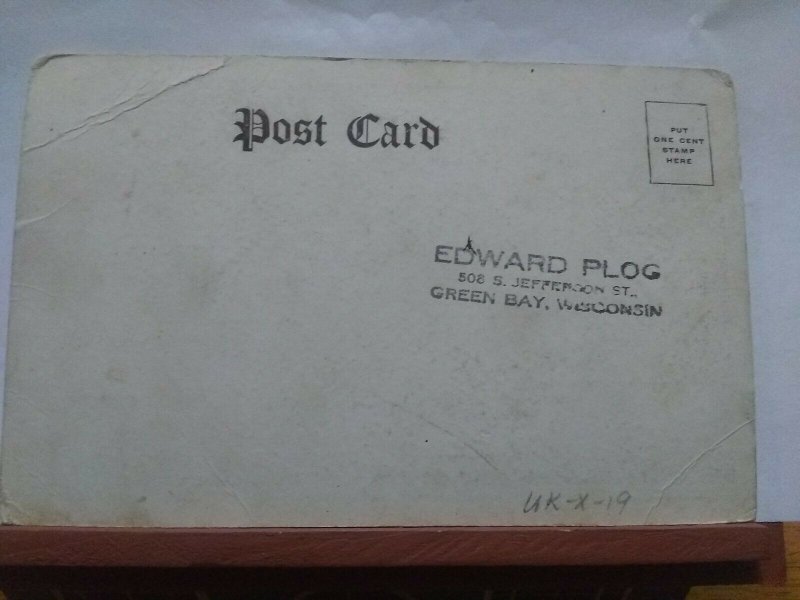 Post Card
PUT
ONE CENT
STAMP
HERE
EDWARD PLOG
508 S. JEFFERSON ST.,
GREEN BAY, WISCONSIN
UK-X-19